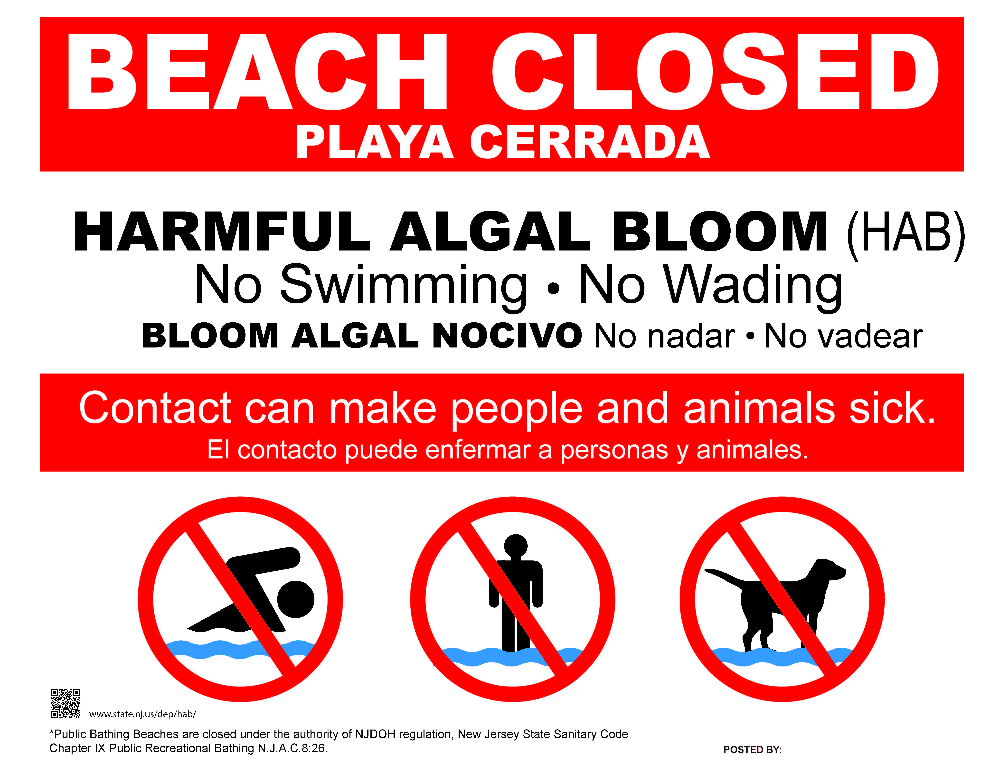 BEACH CLOSED
PLAYA CERRADA
HARMFUL ALGAL BLOOM (HAB)
No Swimming • No Wading
BLOOM ALGAL NOCIVO No nadar • No vadear
Contact can make people and animals sick.
El contacto puede enfermar a personas y animales.
www.state.nj.us/dep/hab/
*Public Bathing Beaches are closed under the authority of NJDOH regulation, New Jersey State Sanitary Code
Chapter IX Public Recreational Bathing N.J.A.C.8:26.
POSTED BY: